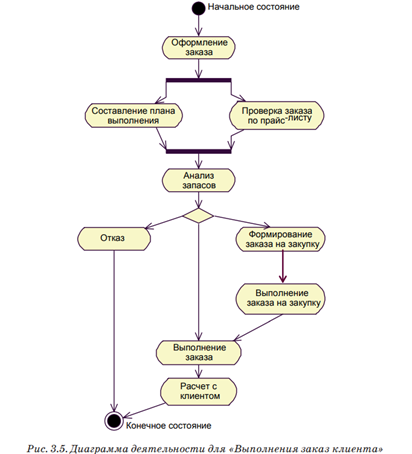 Начальное состояние
Оформление
заказа
Составление плана
выполнения
Проверка заказа
по прайс-листу
Анализ
запасов
Отказ
Формирование
заказа на закупку
Выполнение
заказа на закупку
Выполнение
заказа
Расчет с
клиентом
Конечное состояние
Рис. 3.5. Диаграмма деятельности для «Выполнения заказ клиента»